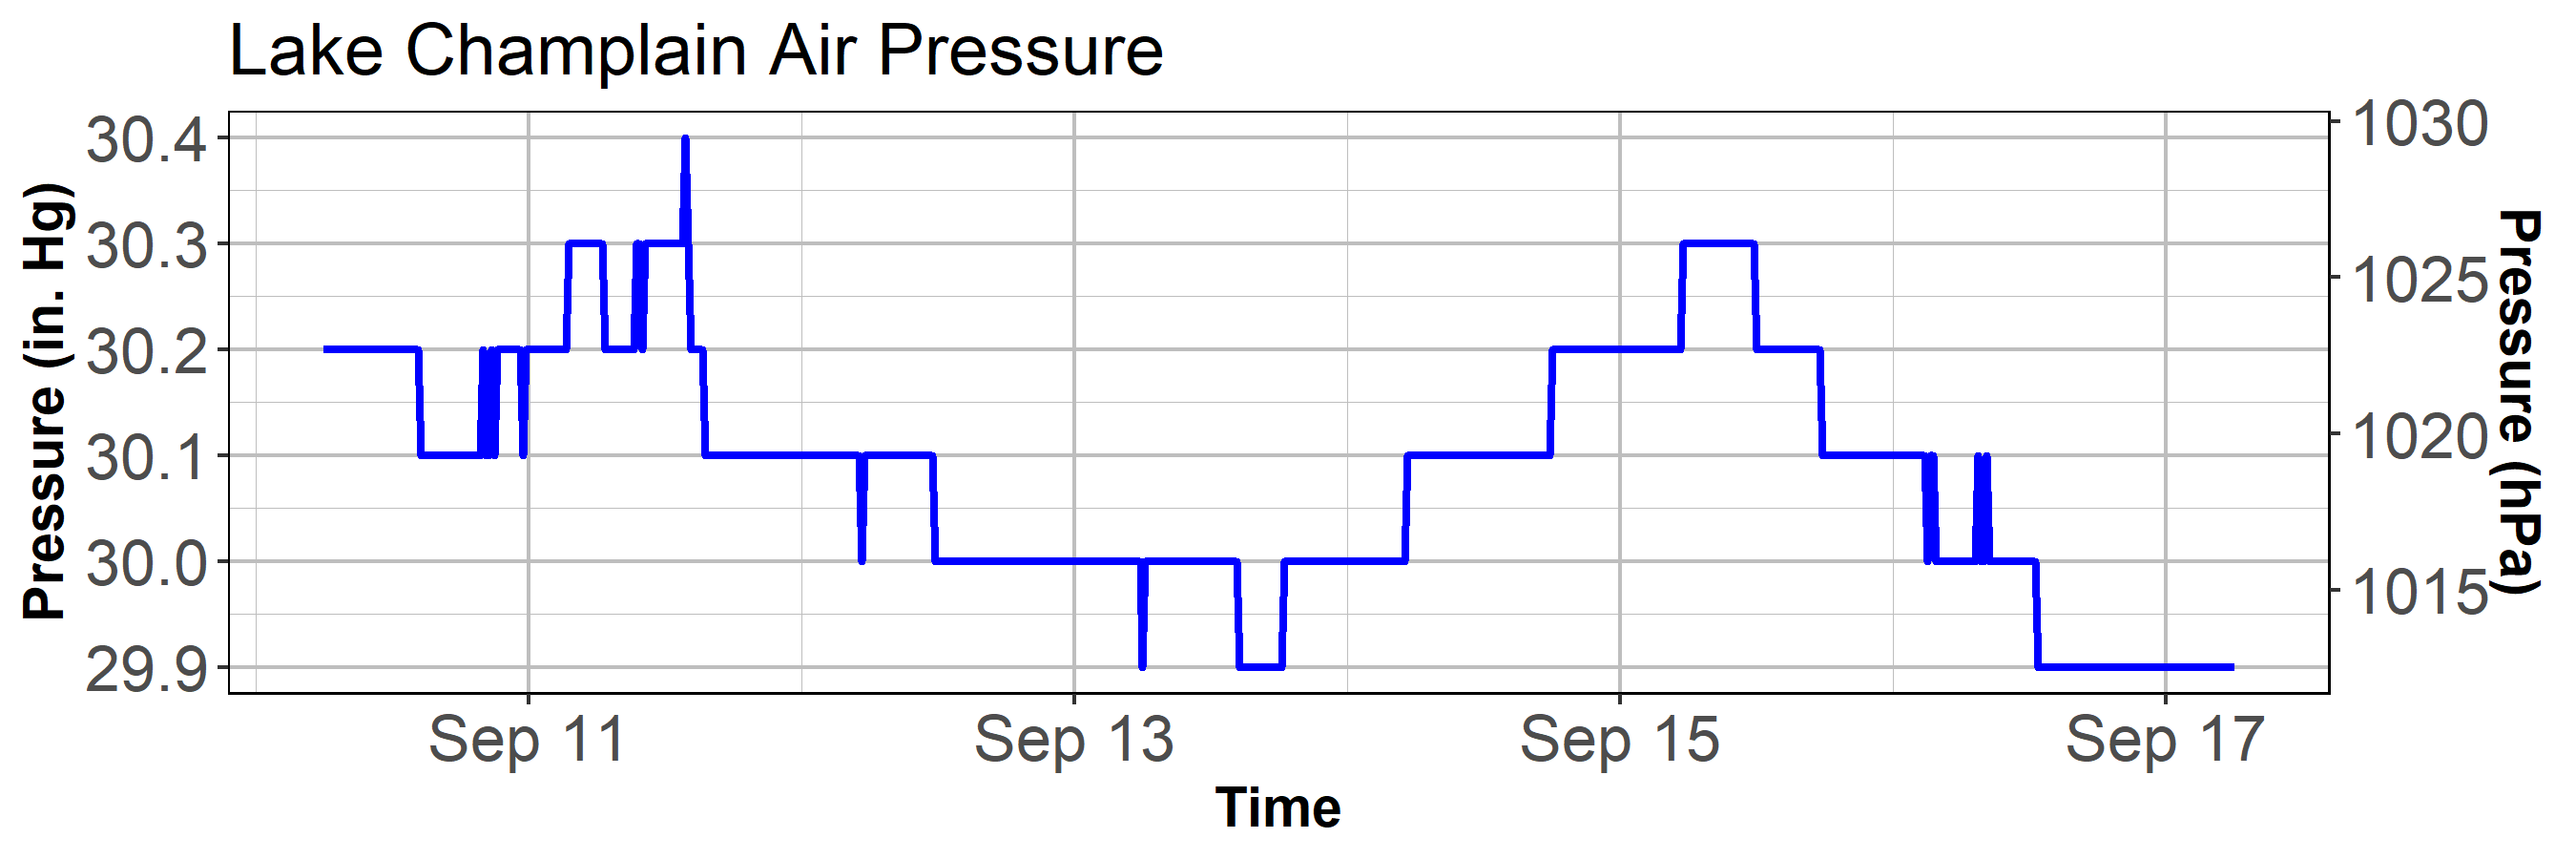 Lake Champlain Air Pressure
Pressure (in. Hg)
30.4
30.3
30.2
30.1
30.0
29.9
1030
1025
1020
1015
Pressure (hPa)
Sep 11 Sep 13 Sep 15 Sep 17
Time